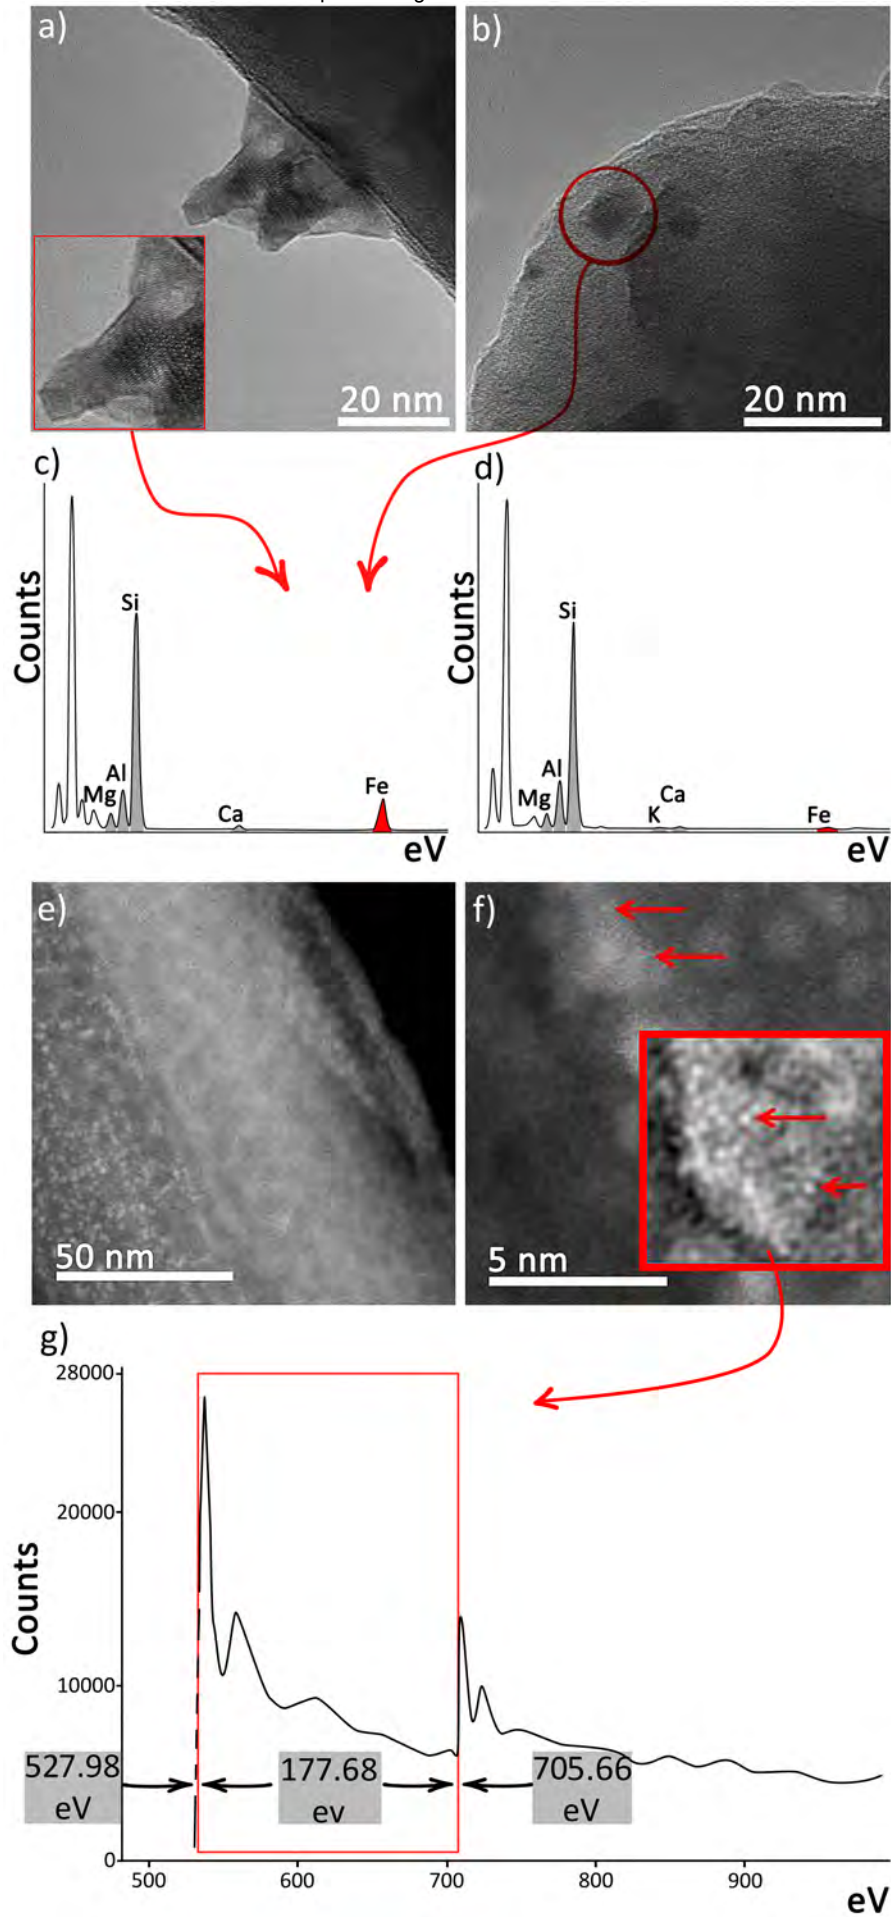 a)
b)
20 nm
20 nm
c)
d)
Counts
Si
Mg
Al
Ca
Fe
eV
Counts
Si
Mg
Al
K
Ca
Fe
eV
e)
f)
50 nm
5 nm
g)
28000
20000
10000
0
Counts
527.98
eV
177.68
ev
705.66
eV
500
600
700
800
900
eV